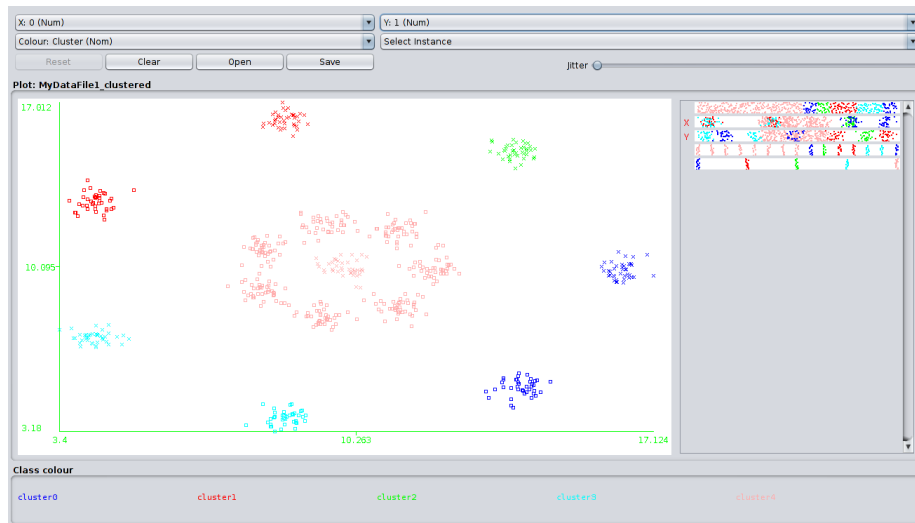 X: 0 (Num) Y: 1 (Num)
Colour: Cluster (Nom) Select Instance
Reset Clear Open Save Jitter
Plot: MyDataFile1_clustered
17.012
X
Y
10.095
3.18
3.4 10.263 17.124
Class colour
cluster0 cluster1 cluster2 cluster3 cluster4